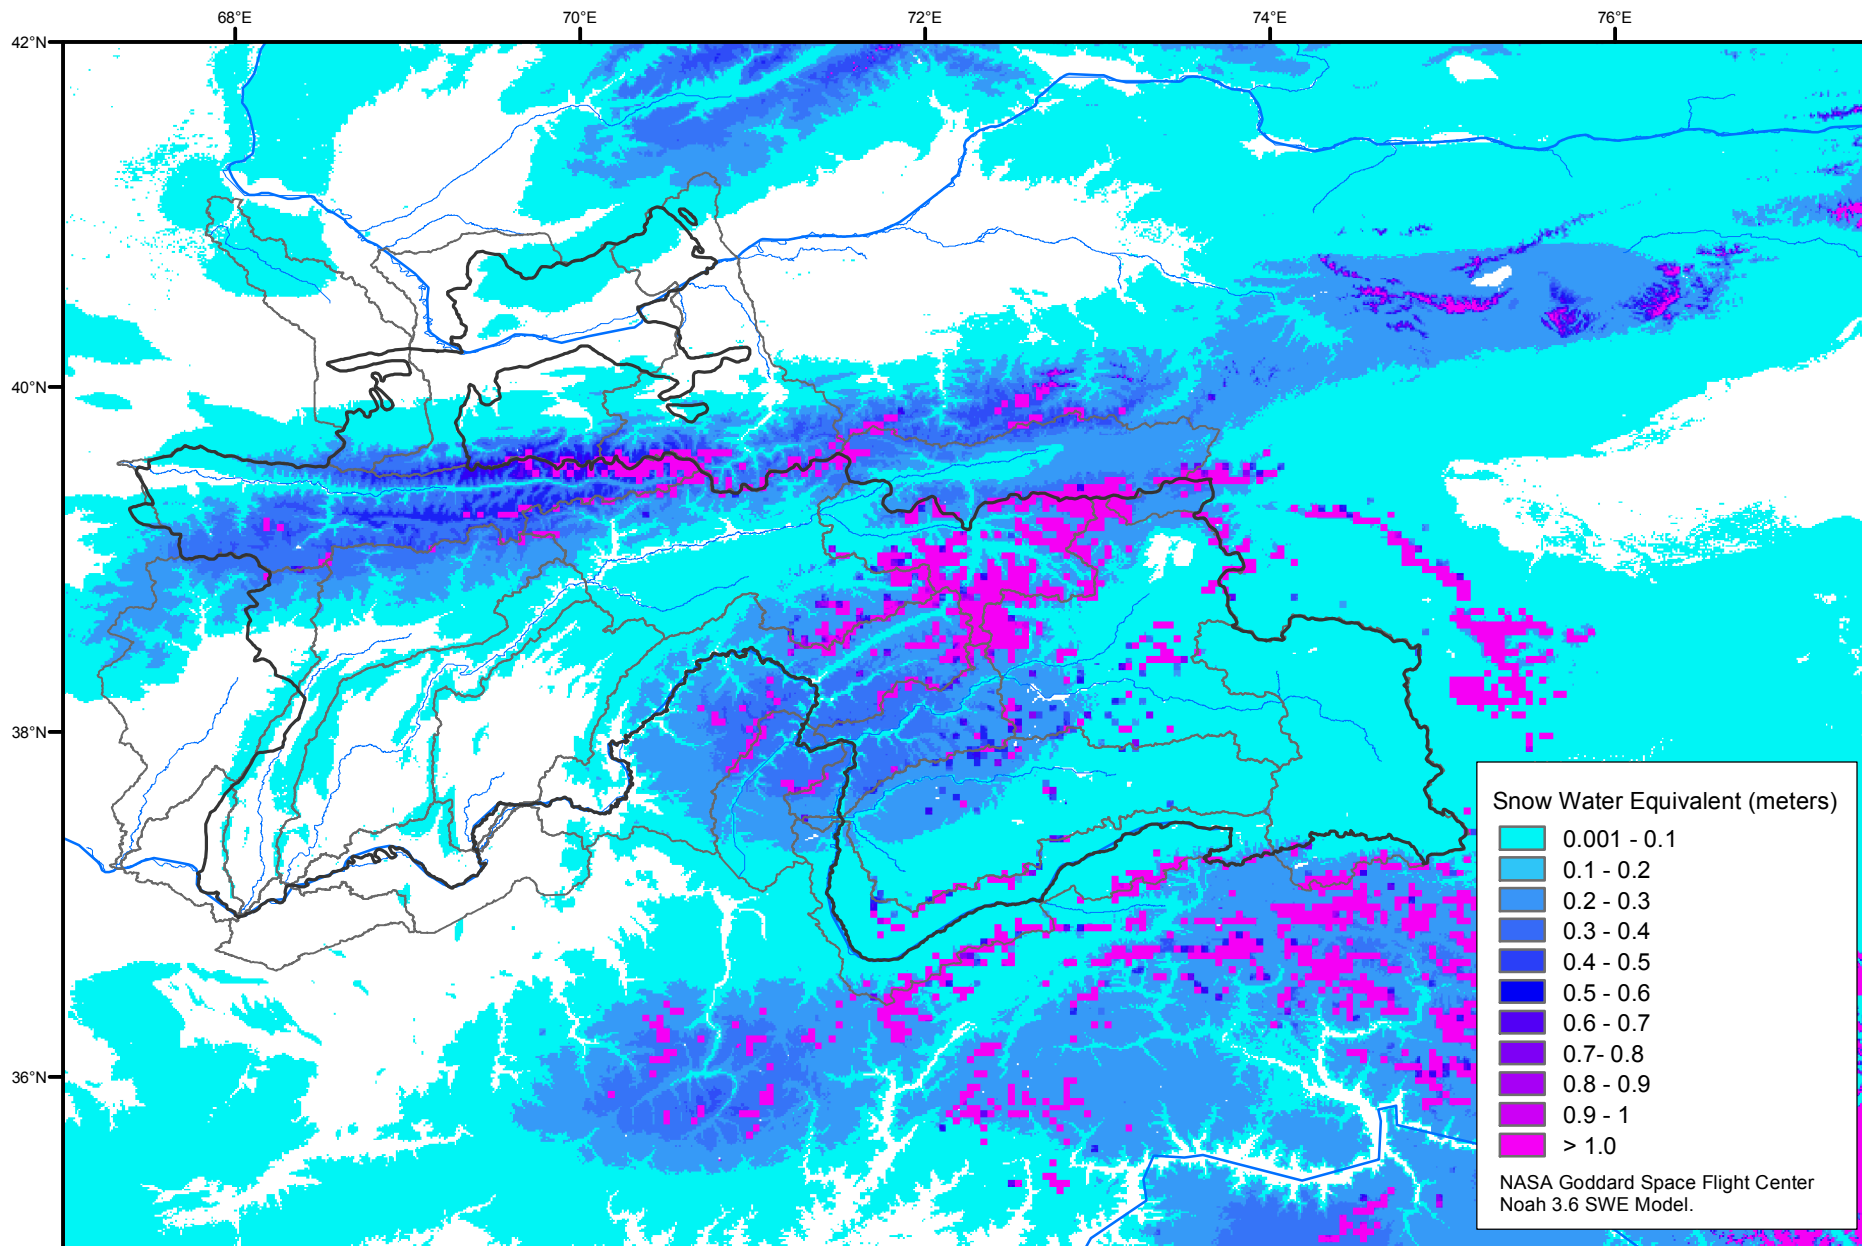 68°E
70°E
72°E
74°E
76°E
42°N
40°N
38°N
36°N
Snow Water Equivalent (meters)
0.001 - 0.1
0.1 - 0.2
0.2 - 0.3
0.3 - 0.4
0.4 - 0.5
0.5 - 0.6
0.6 - 0.7
0.7- 0.8
0.8 - 0.9
0.9 - 1
> 1.0
NASA Goddard Space Flight Center
Noah 3.6 SWE Model.